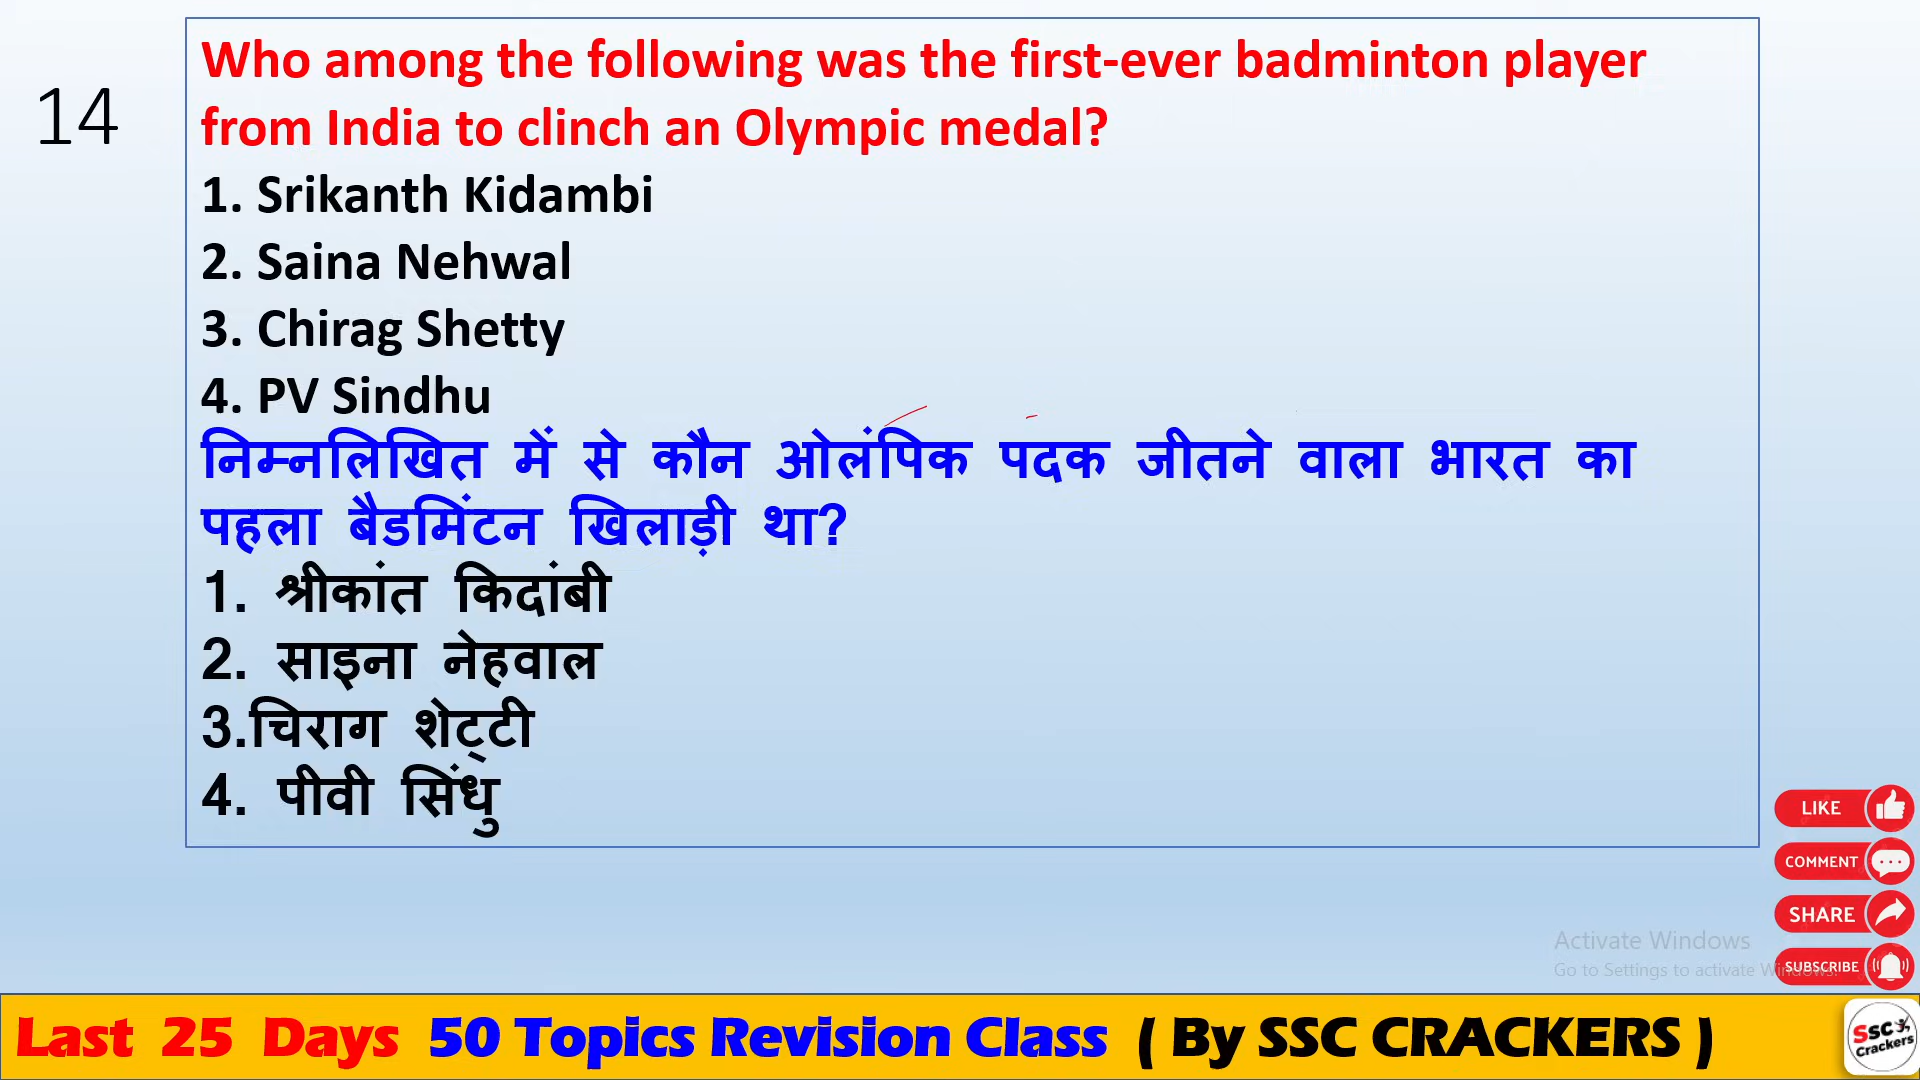 14
Who among the following was the first-ever badminton player
from India to clinch an Olympic medal?
1. Srikanth Kidambi
2. Saina Nehwal
3. Chirag Shetty
4. PV Sindhu
निम्नलिखित में से कौन ओलंपिक पदक जीतने वाला भारत का
पहला बैडमिंटन खिलाड़ी था?
1. श्रीकांत किदांबी
2. साइना नेहवाल
3.चिराग शेट्टी
4. पीवी सिंधु
LIKE
COMMENT
SHARE
Activate Windows
Go to Settings to activate Windows.
SUBSCRIBE
Last 25 Days 50 Topics Revision Class ( By SSC CRACKERS )
SSC
Crackers